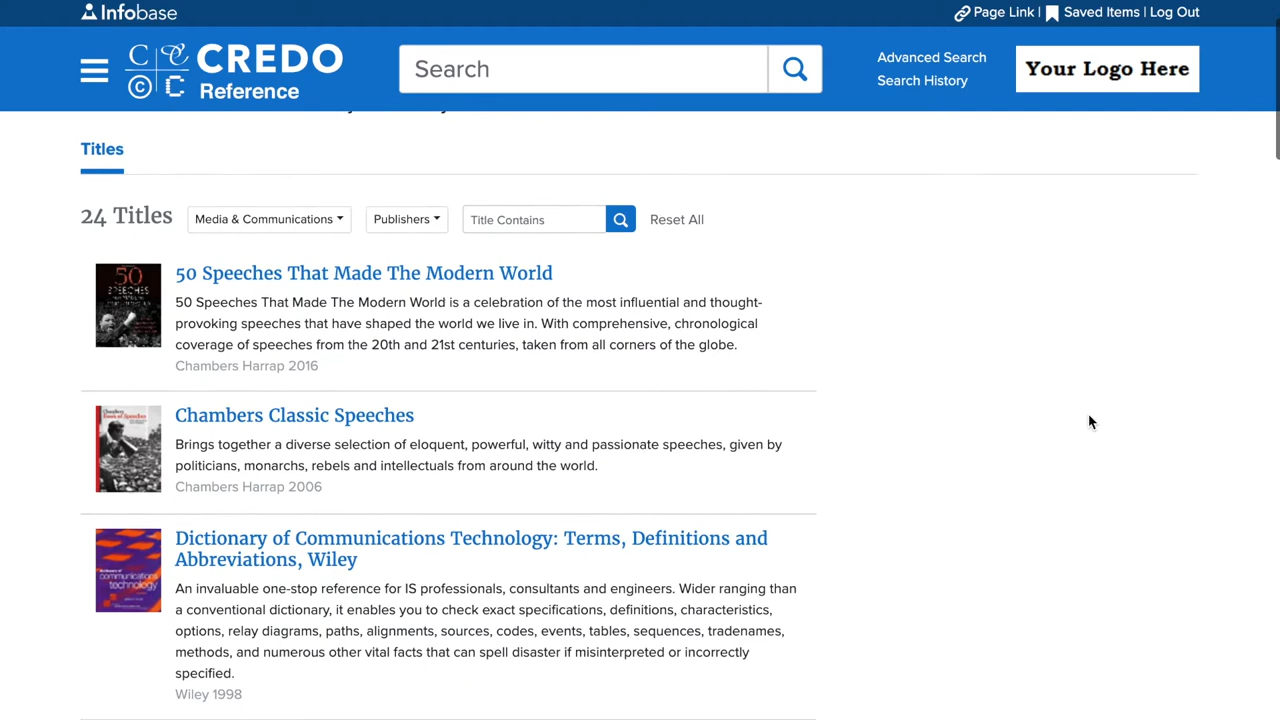 Infobase
Page Link | Saved Items | Log Out
CREDO
Reference
Search
Advanced Search
Search History
Your Logo Here
Titles
24 Titles
Media & Communications
Publishers
Title Contains
Reset All
50 Speeches That Made The Modern World
50 Speeches That Made The Modern World is a celebration of the most influential and thought-
provoking speeches that have shaped the world we live in. With comprehensive, chronological
coverage of speeches from the 20th and 21st centuries, taken from all corners of the globe.
Chambers Harrap 2016
Chambers Classic Speeches
Brings together a diverse selection of eloquent, powerful, witty and passionate speeches, given by
politicians, monarchs, rebels and intellectuals from around the world.
Chambers Harrap 2006
Dictionary of Communications Technology: Terms, Definitions and
Abbreviations, Wiley
An invaluable one-stop reference for IS professionals, consultants and engineers. Wider ranging than
a conventional dictionary, it enables you to check exact specifications, definitions, characteristics,
options, relay diagrams, paths, alignments, sources, codes, events, tables, sequences, tradenames,
methods, and numerous other vital facts that can spell disaster if misinterpreted or incorrectly
specified.
Wiley 1998